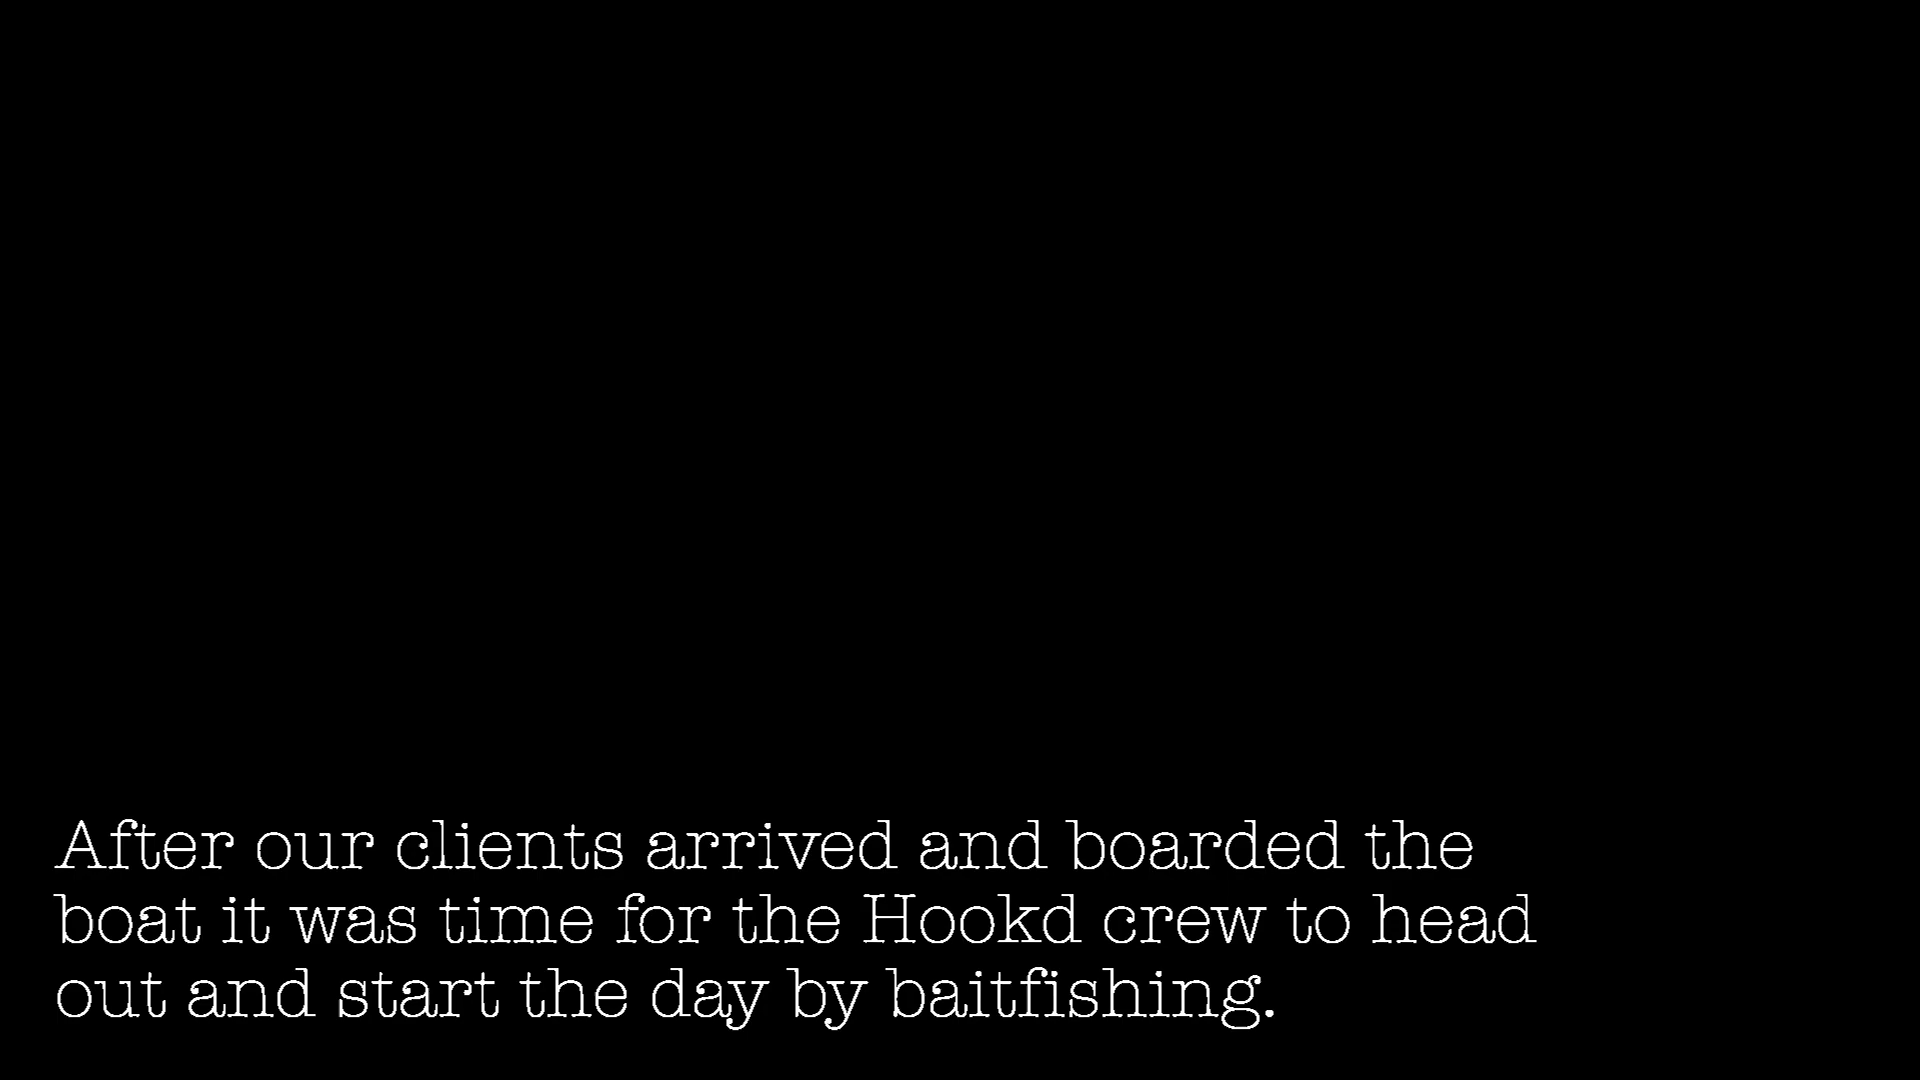 After our clients arrived and boarded the
boat it was time for the Hookd crew to head
out and start the day by baitfishing.